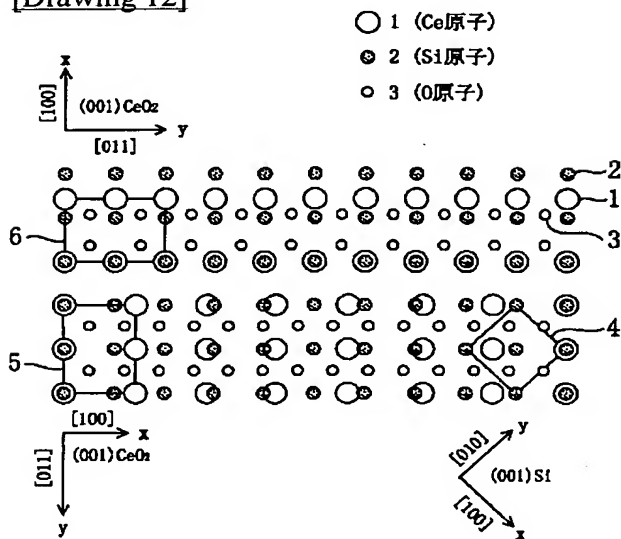 [Drawing 12]
1 (Ce原子)
2 (Si原子)
3 (O原子)
x
[100]
(001)CeO₂
y
[011]
2
1
6
3
5
4
[100]
x
[011]
(001)CeO₂
y
y
[010]
(001)Si
[100]
x